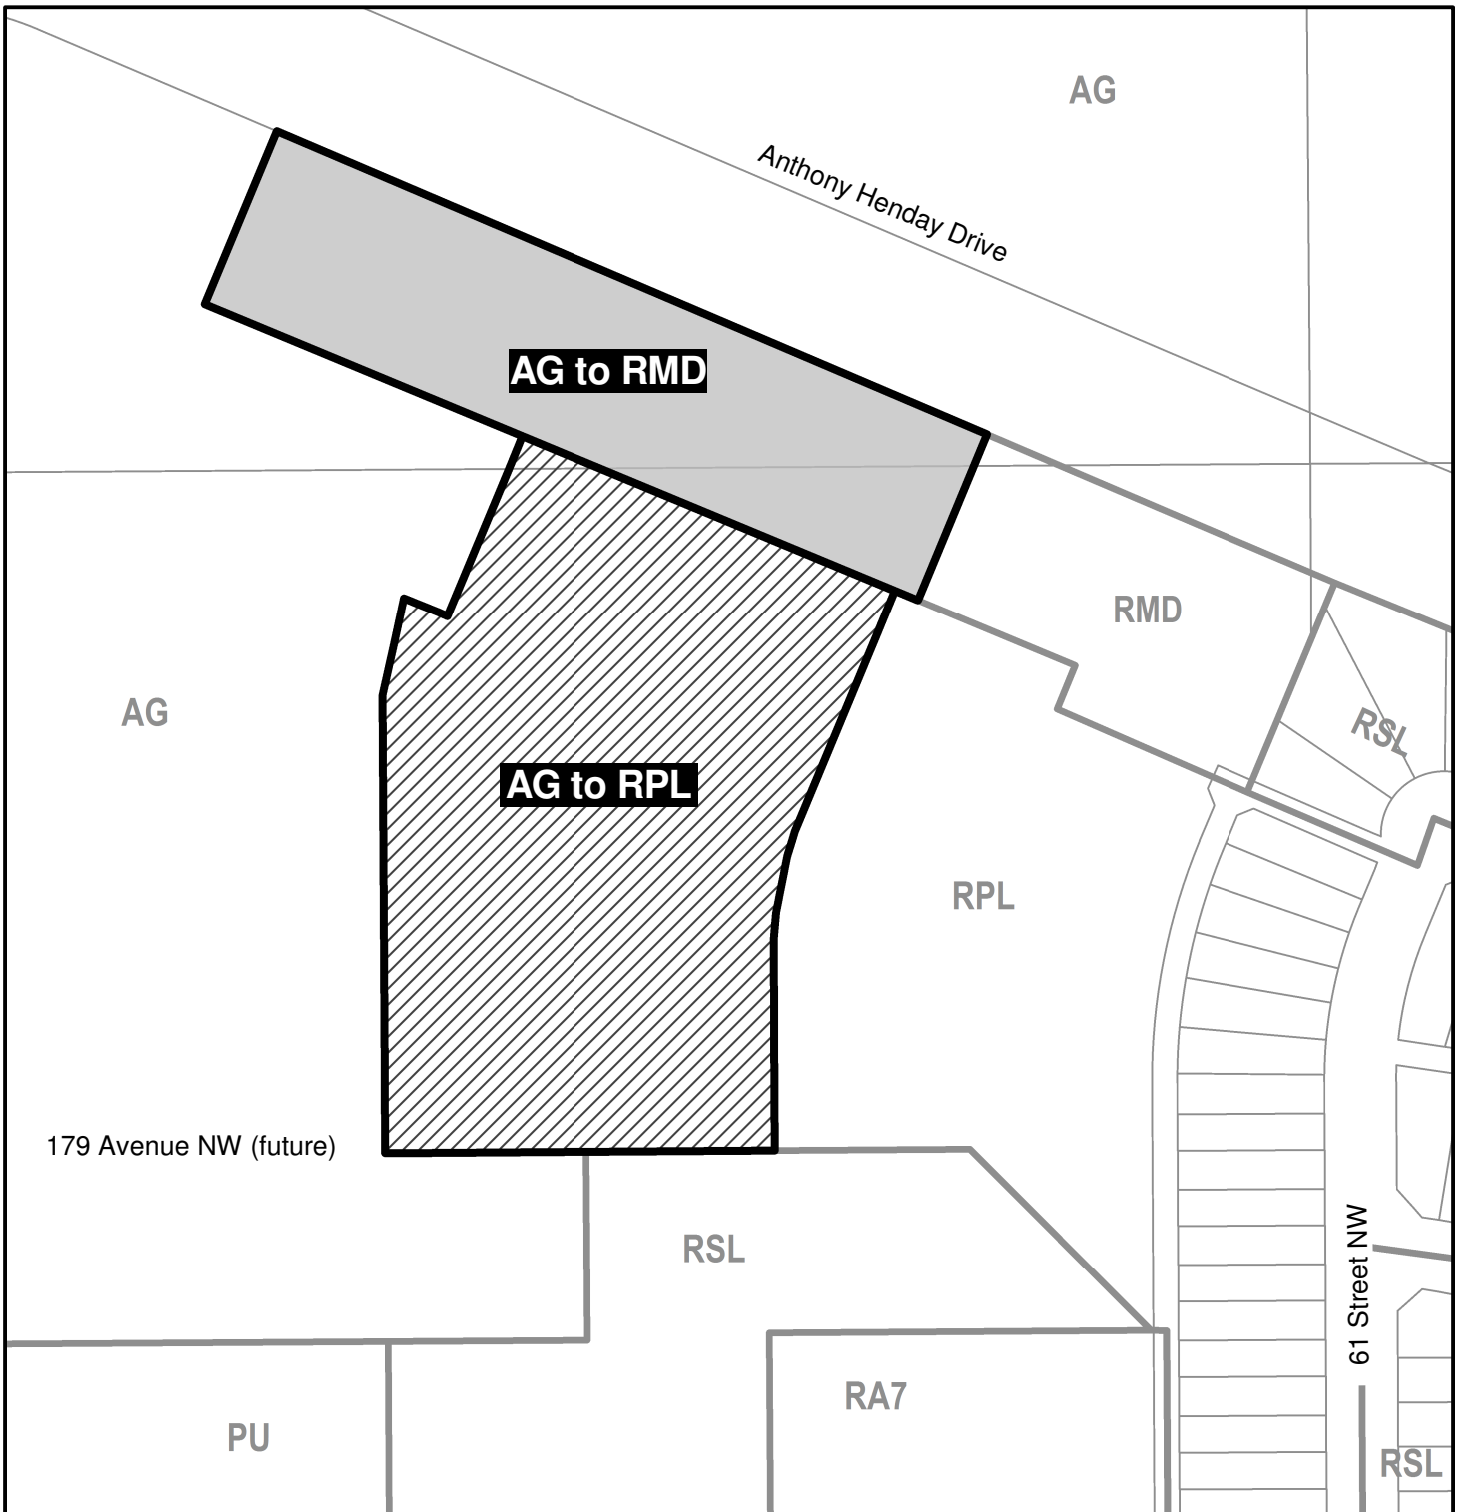 AG
Anthony Henday Drive
AG to RMD
RMD
AG
RSL
AG to RPL
RPL
179 Avenue NW (future)
RSL
61 Street NW
RA7
PU
RSL